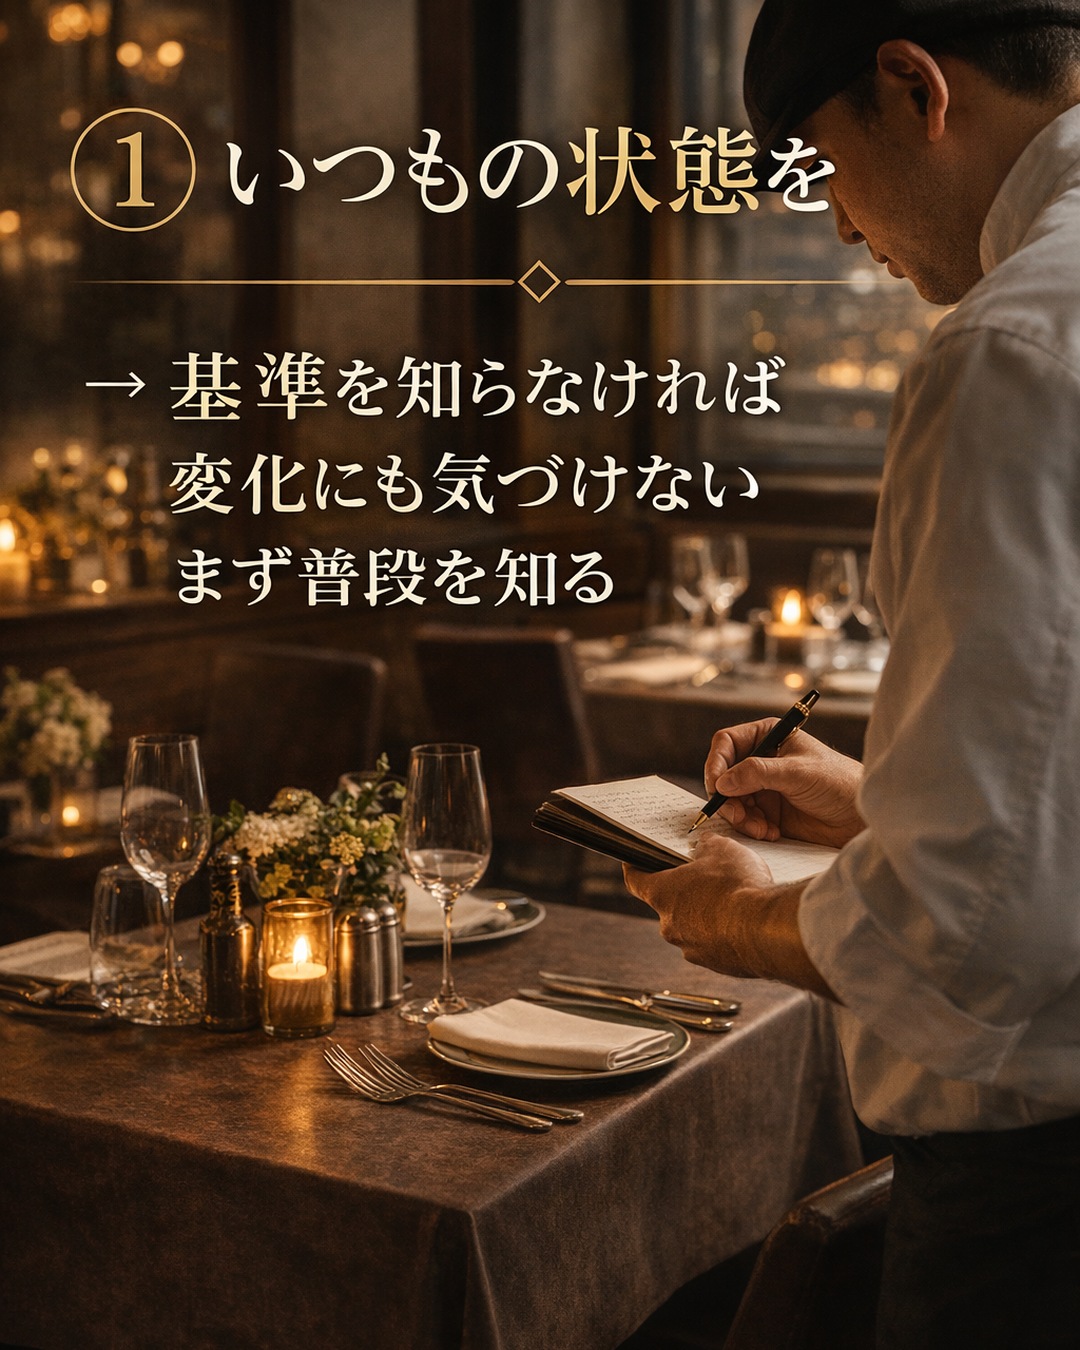 ① いつもの状態を
→ 基準を知らなければ
変化にも気づけない
まず普段を知る